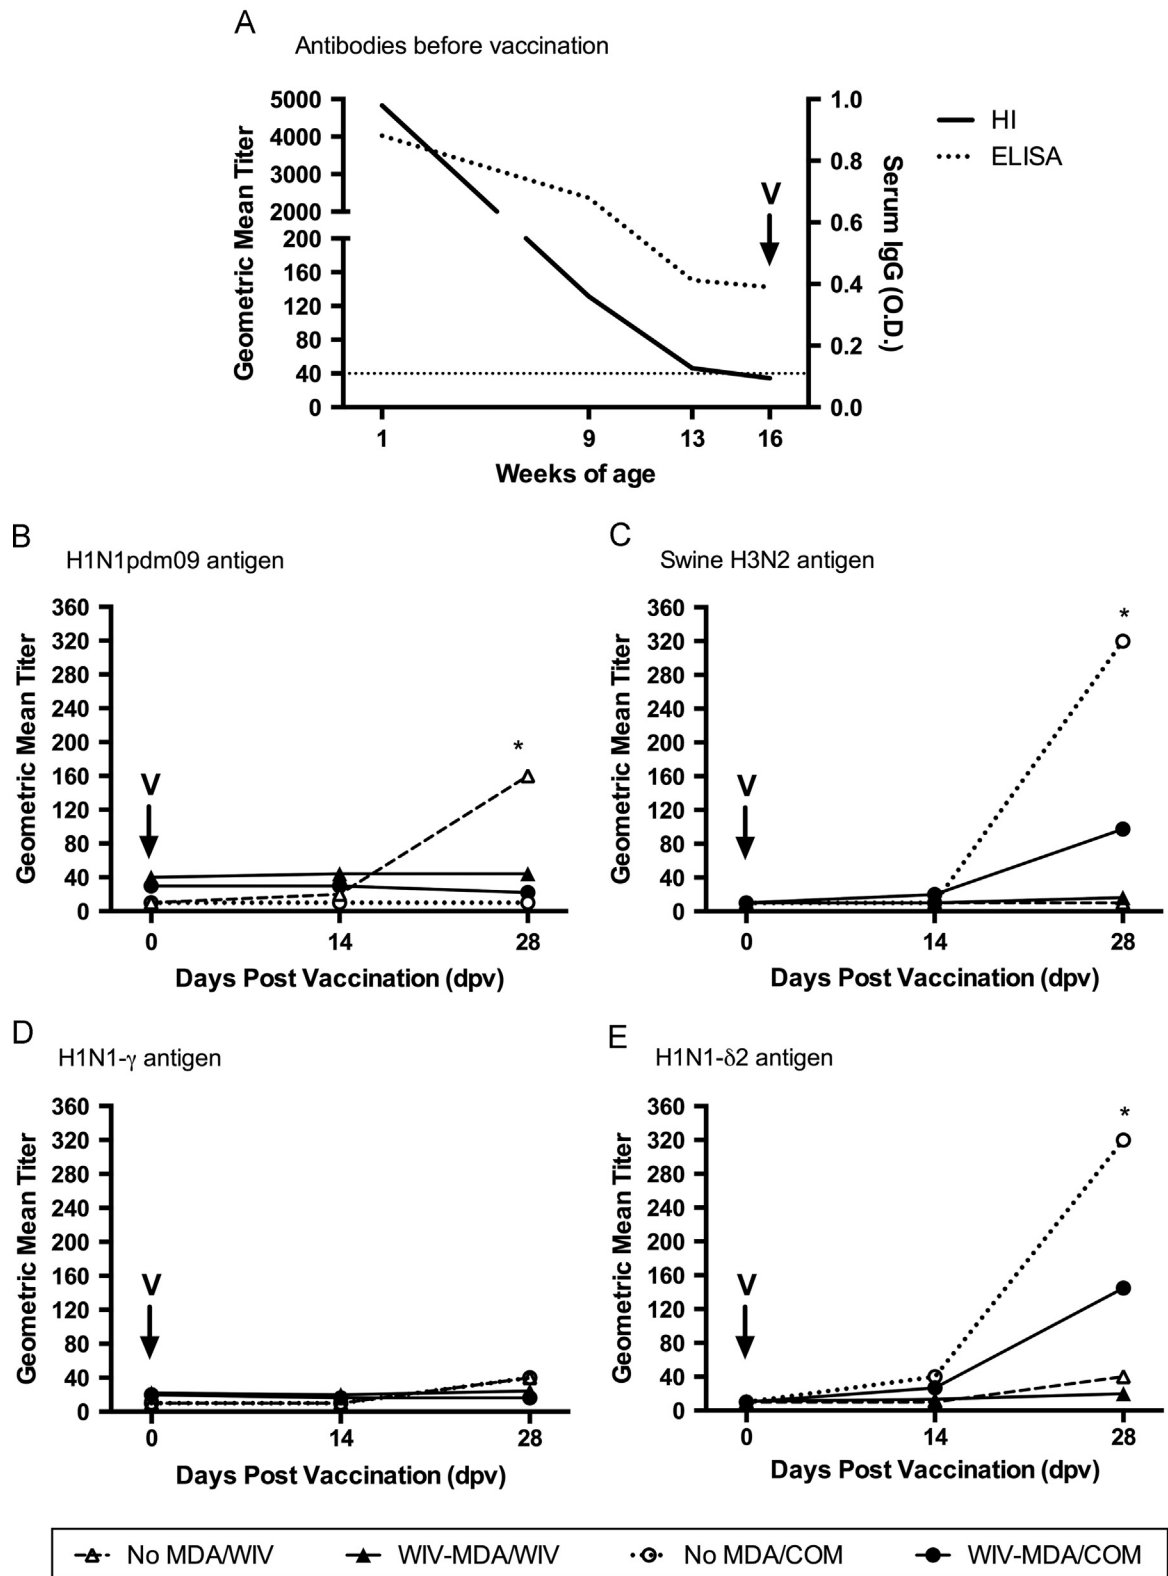 A
Antibodies before vaccination
Geometric Mean Titer
5000
4000
3000
2000
200
160
120
80
40
0
1.0
0.8
0.6
0.4
0.2
0.0
Serum IgG (O.D.)
V
HI
ELISA
1 9 13 16
Weeks of age
B
H1N1pdm09 antigen
Geometric Mean Titer
360
320
280
240
200
160
120
80
40
0
V
*
0 14 28
Days Post Vaccination (dpv)
C
Swine H3N2 antigen
Geometric Mean Titer
360
320
280
240
200
160
120
80
40
0
V
*
0 14 28
Days Post Vaccination (dpv)
D
H1N1-γ antigen
Geometric Mean Titer
360
320
280
240
200
160
120
80
40
0
V
0 14 28
Days Post Vaccination (dpv)
E
H1N1-δ2 antigen
Geometric Mean Titer
360
320
280
240
200
160
120
80
40
0
V
*
0 14 28
Days Post Vaccination (dpv)
No MDA/WIV WIV-MDA/WIV No MDA/COM WIV-MDA/COM